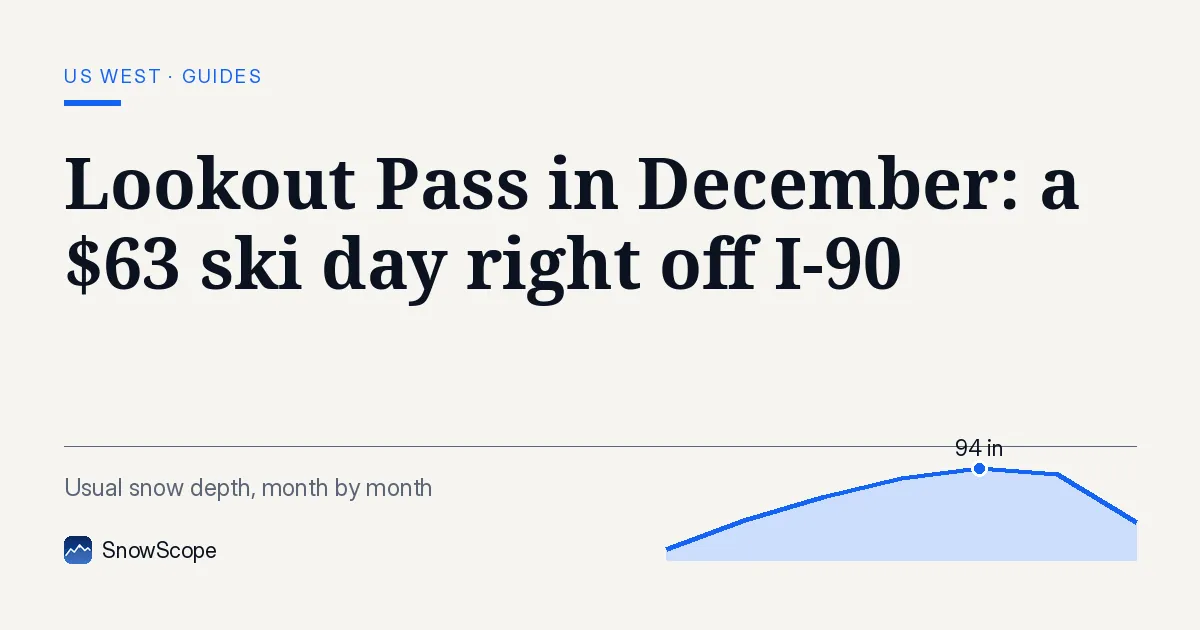 US WEST · GUIDES
Lookout Pass in December: a
$63 ski day right off I-90
94 in
Usual snow depth, month by month
SnowScope